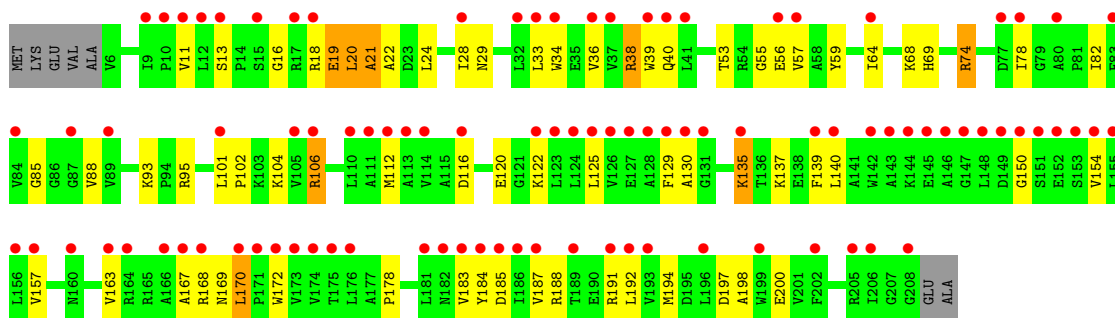 MET LYS GLU VAL ALA V6 I9 P10 V11 L12 S13 P14 S15 G16 R17 R18 E19 L20 A21 A22 D23 L24 I28 N29 L32 L33 W34 E35 V36 V37 R38 W39 Q40 L41 T53 R54 G55 E56 V57 A58 Y59 I64 K68 H69 R74 D77 I78 G79 A80 P81 I82 E83
V84 G85 G86 G87 V88 V89 K93 P94 R95 L101 P102 K103 K104 V105 R106 L110 A111 M112 A113 V114 A115 D116 E120 G121 K122 L123 L124 L125 V126 E127 A128 F129 A130 G131 K135 T136 K137 E138 F139 L140 A141 W142 A143 K144 E145 A146 G147 L148 D149 G150 S151 E152 S153 V154 L155
L156 V157 N160 V163 R164 R165 A166 A167 R168 N169 L170 P171 W172 V173 V174 T175 L176 A177 P178 L181 N182 V183 Y184 D185 I186 V187 R188 T189 E190 R191 L192 V193 M194 D195 L196 D197 A198 W199 E200 V201 F202 R205 I206 G207 G208 GLU ALA